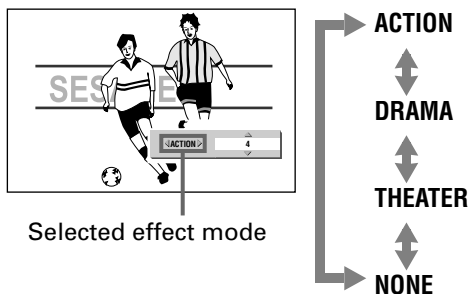 SES E
ACTION
4
Selected effect mode
ACTION
DRAMA
THEATER
NONE